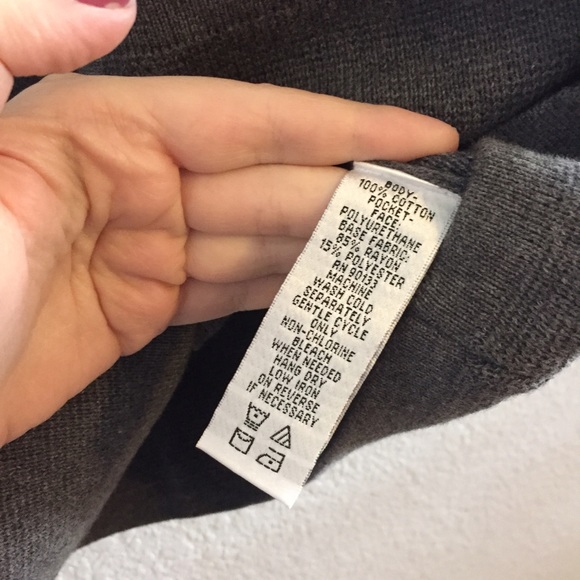 BODY-
100% COTTON
POCKET-
FACE:
POLYURETHANE
BASE FABRIC:
85% RAYON
15% POLYESTER
RN 90133
MACHINE
WASH COLD
SEPARATELY
GENTLE CYCLE
ONLY
NON-CHLORINE
BLEACH
WHEN NEEDED
HANG DRY
LOW IRON
ON REVERSE
IF NECESSARY